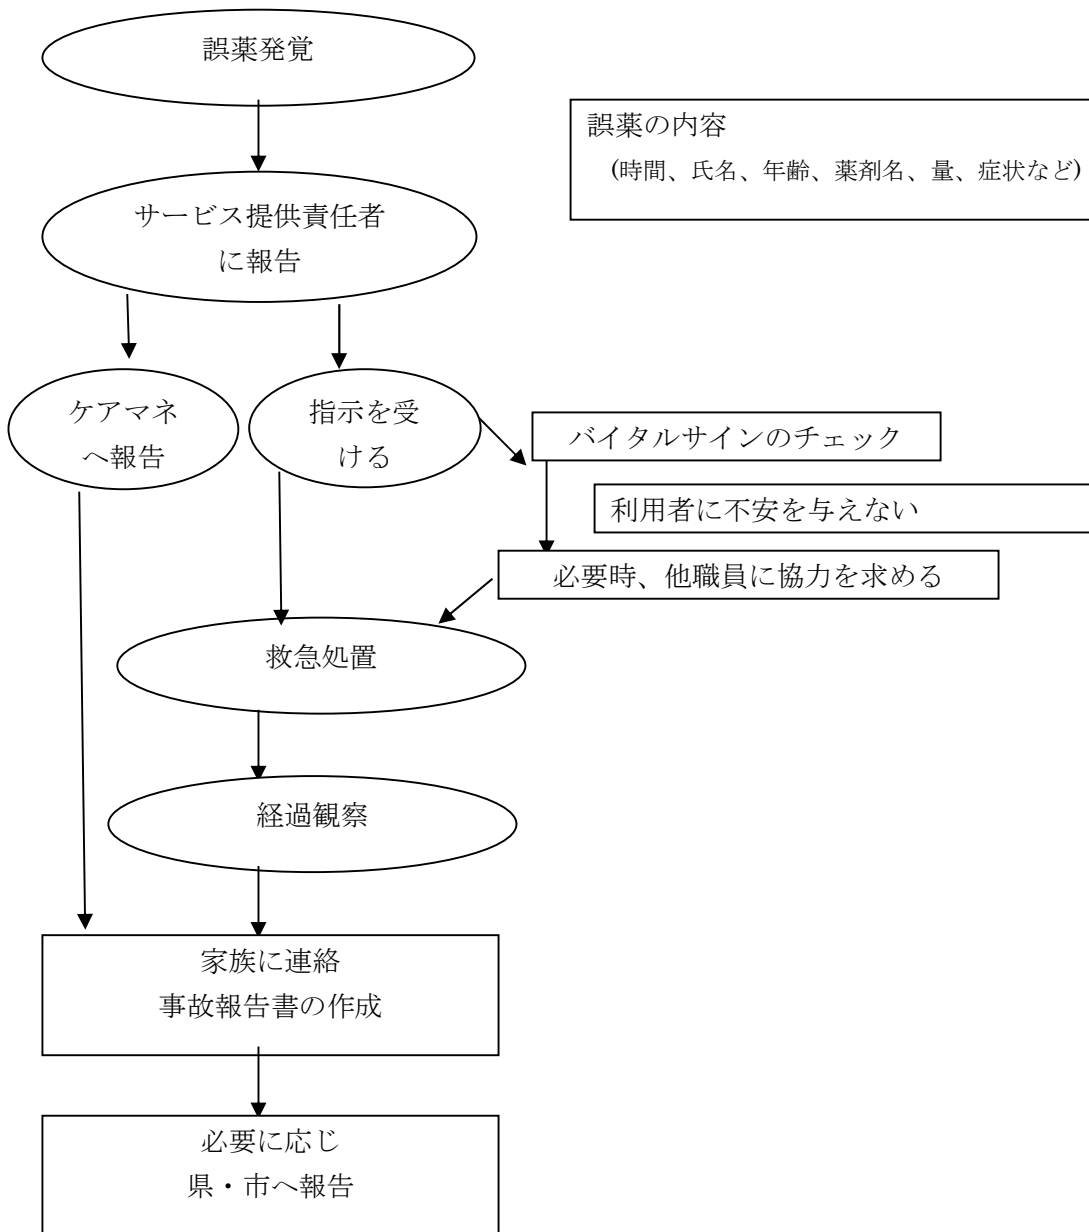 誤薬発覚
誤薬の内容
(時間、氏名、年齢、薬剤名、量、症状など)
サービス提供責任者
に報告
ケアマネ
へ報告
指示を受
ける
バイタルサインのチェック
利用者に不安を与えない
必要時、他職員に協力を求める
救急処置
経過観察
家族に連絡
事故報告書の作成
必要に応じ
県・市へ報告